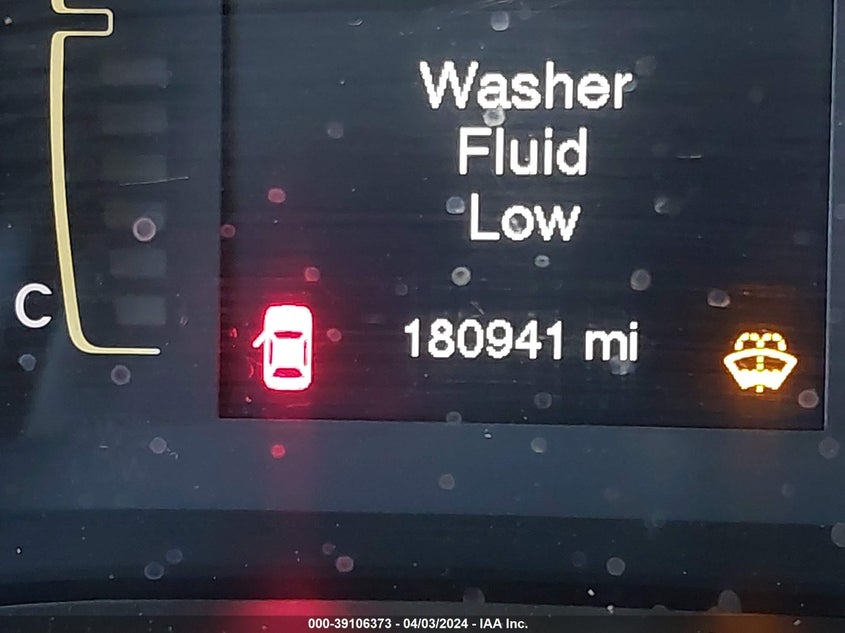 Washer
Fluid
Low
C
180941 mi
000-39106373 - 04/03/2024 - IAA Inc.